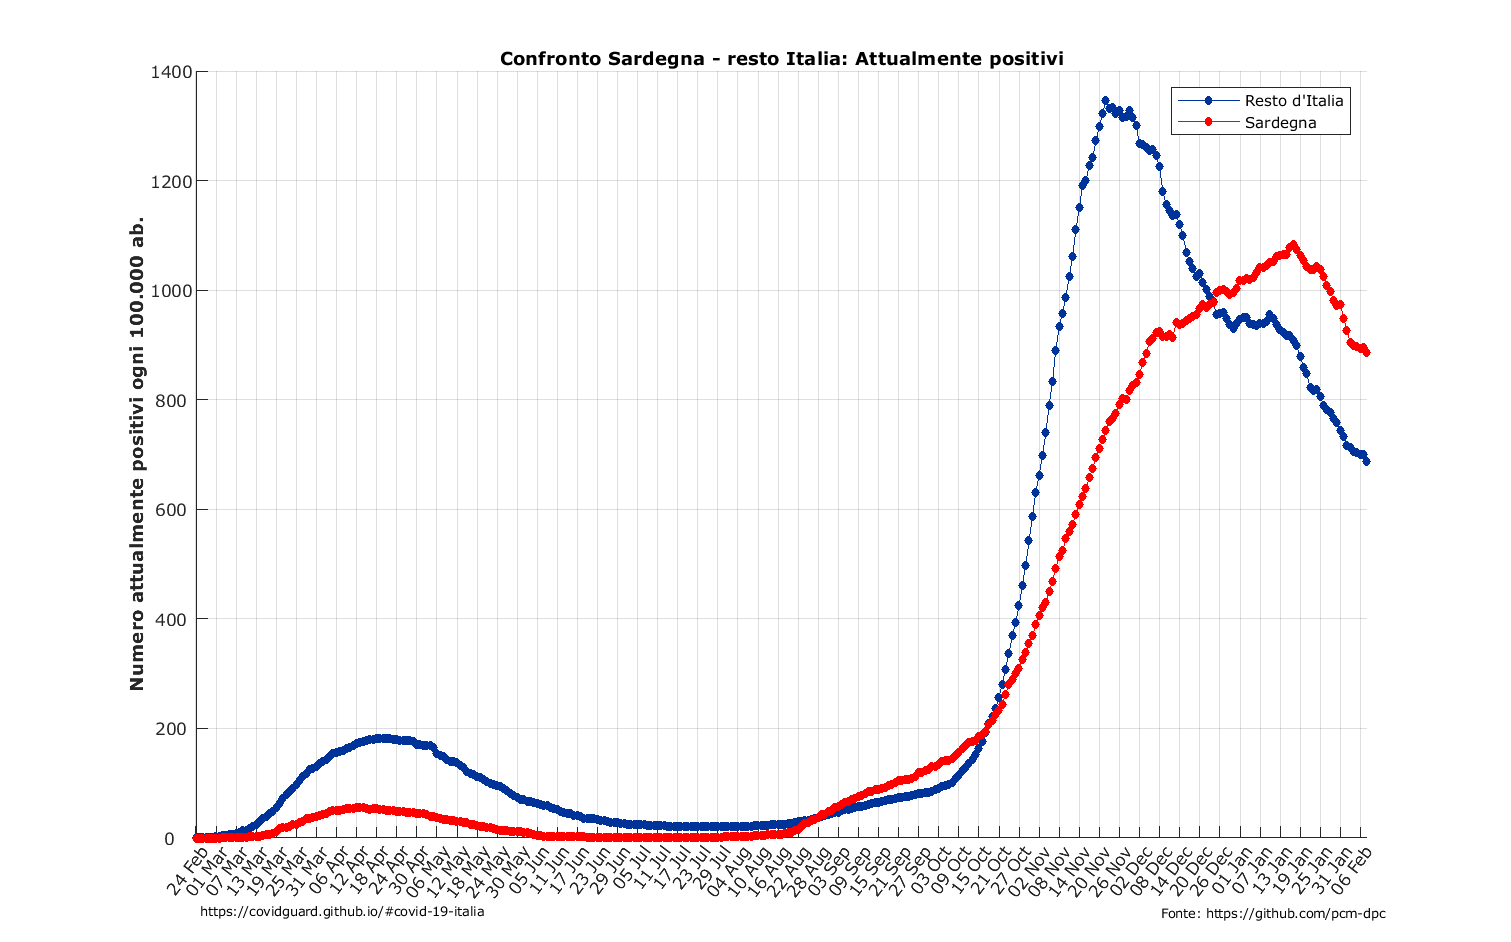 Confronto Sardegna - resto Italia: Attualmente positivi
Numero attualmente positivi ogni 100.000 ab.
1400
1200
1000
800
600
400
200
0
Resto d'Italia
Sardegna
24 Feb
01 Mar
07 Mar
13 Mar
19 Mar
25 Mar
31 Mar
06 Apr
12 Apr
18 Apr
24 Apr
30 Apr
06 May
12 May
18 May
24 May
30 May
05 Jun
11 Jun
17 Jun
23 Jun
29 Jun
05 Jul
11 Jul
17 Jul
23 Jul
29 Jul
04 Aug
10 Aug
16 Aug
22 Aug
28 Aug
03 Sep
09 Sep
15 Sep
21 Sep
27 Sep
03 Oct
09 Oct
15 Oct
21 Oct
27 Oct
02 Nov
08 Nov
14 Nov
20 Nov
26 Nov
02 Dec
08 Dec
14 Dec
20 Dec
26 Dec
01 Jan
07 Jan
13 Jan
19 Jan
25 Jan
31 Jan
06 Feb
https://covidguard.github.io/#covid-19-italia
Fonte: https://github.com/pcm-dpc